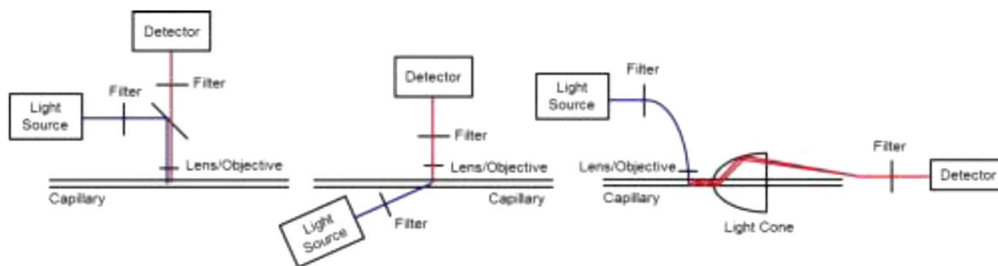 Detector
Filter
Filter
Light
Source
Lens/Objective
Capillary
Detector
Filter
Lens/Objective
Capillary
Light
Source
Filter
Filter
Light
Source
Lens/Objective
Capillary
Light Cone
Filter
Detector